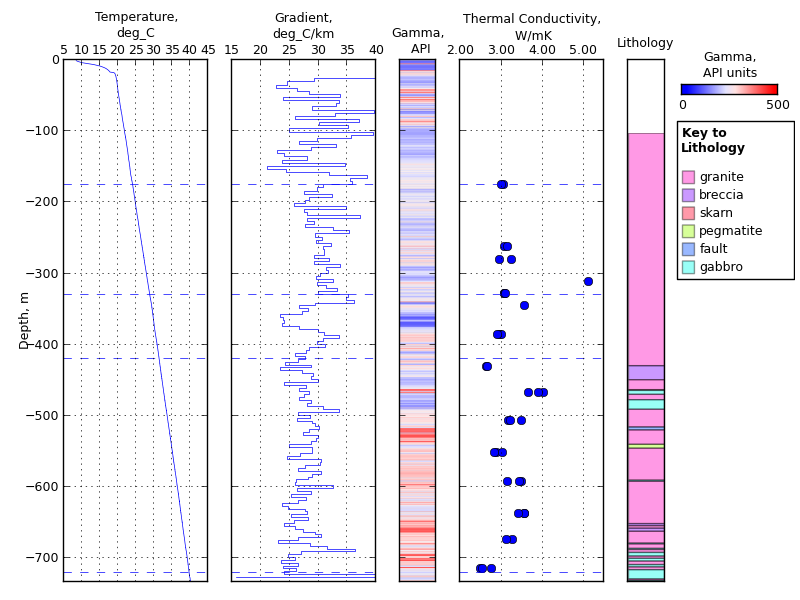 Temperature,
deg_C
5 10 15 20 25 30 35 40 45
Gradient,
deg_C/km
15 20 25 30 35 40
Gamma,
API
Thermal Conductivity,
W/mK
2.00 3.00 4.00 5.00
Lithology
Gamma,
API units
0 500
Key to
Lithology
granite
breccia
skarn
pegmatite
fault
gabbro
Depth, m
0
−100
−200
−300
−400
−500
−600
−700